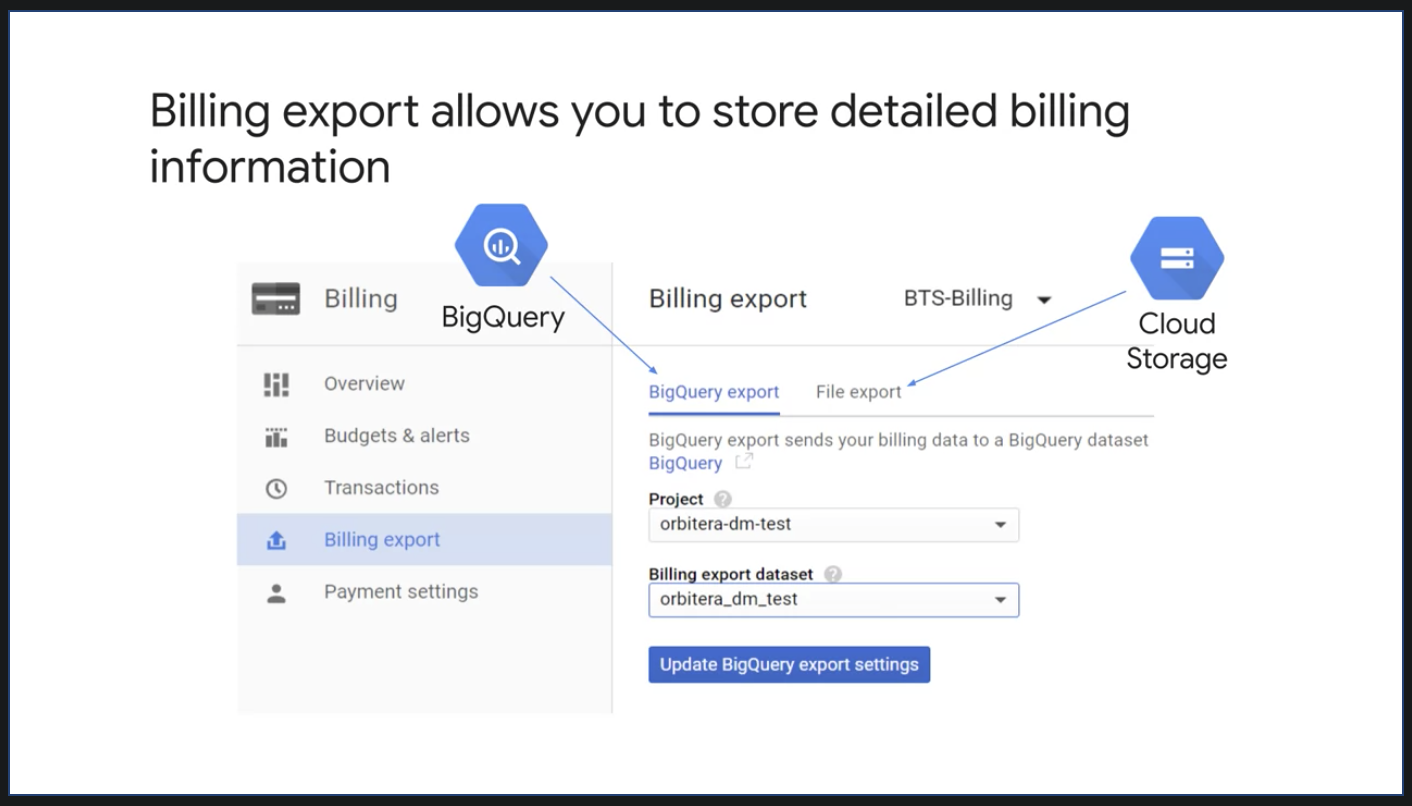 Billing export allows you to store detailed billing
information
BigQuery
Cloud
Storage
Billing
Overview
Budgets & alerts
Transactions
Billing export
Payment settings
Billing export
BTS-Billing
BigQuery export
File export
BigQuery export sends your billing data to a BigQuery dataset
BigQuery
Project ?
orbitera-dm-test
Billing export dataset ?
orbitera_dm_test
Update BigQuery export settings